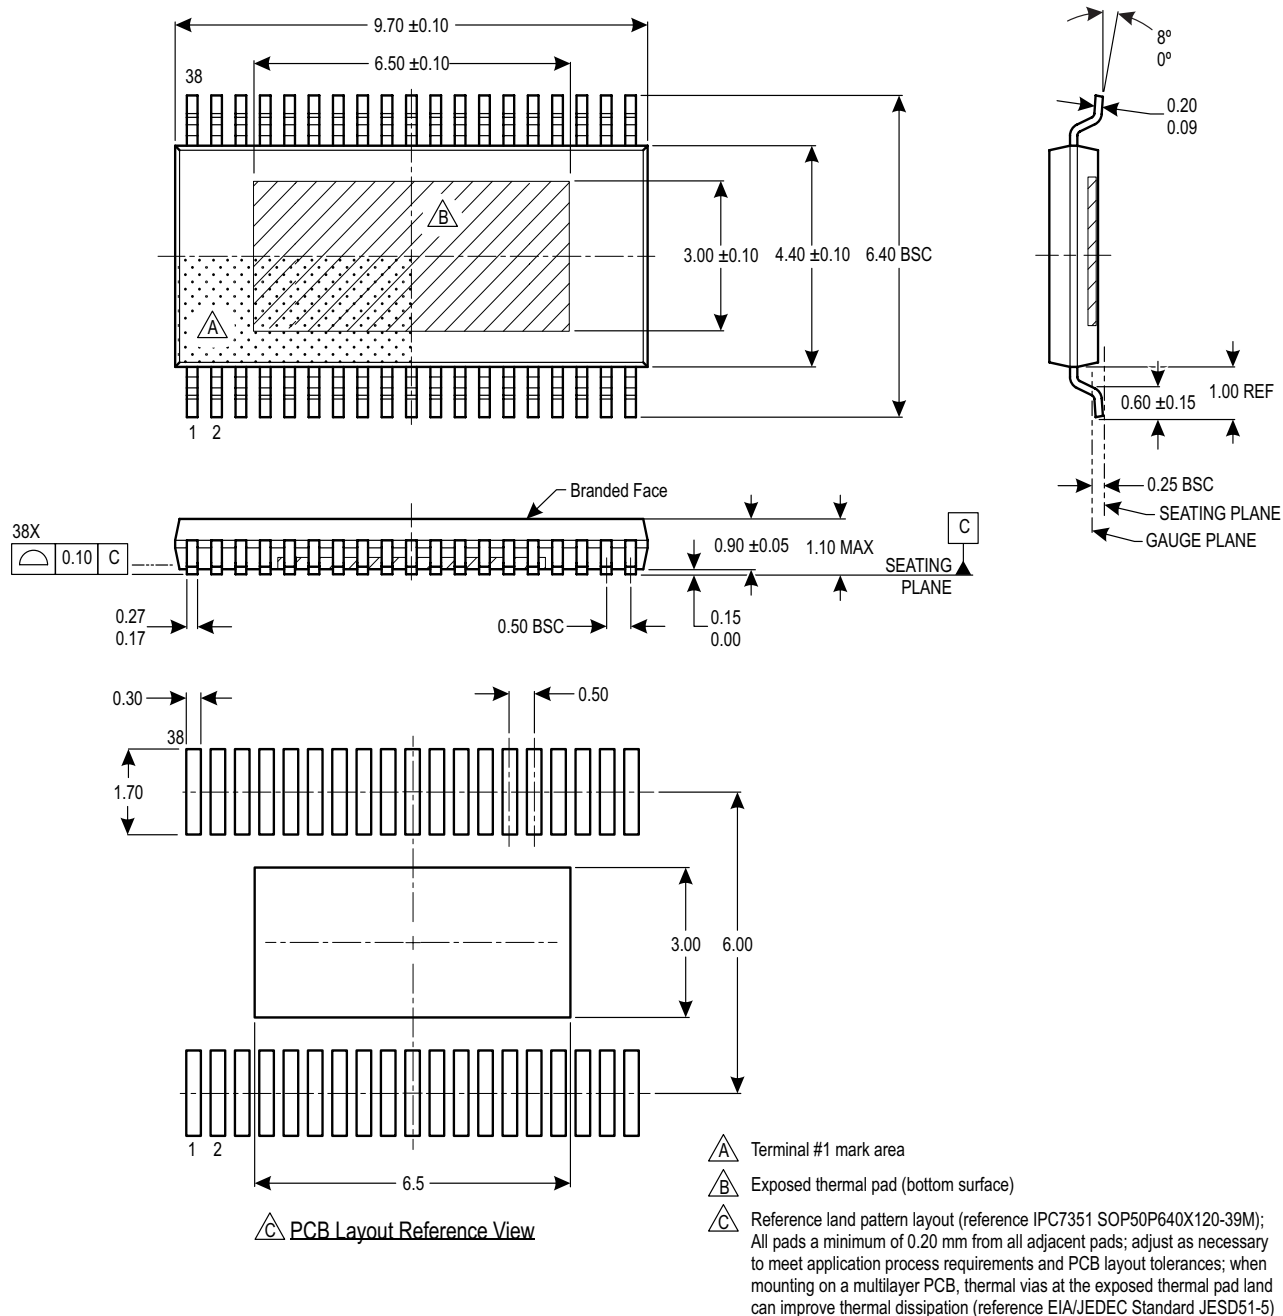 9.70 ±0.10
6.50 ±0.10
38
8º
0º
0.20
0.09
B
3.00 ±0.10
4.40 ±0.10
6.40 BSC
A
1 2
0.60 ±0.15
1.00 REF
0.25 BSC
SEATING PLANE
GAUGE PLANE
Branded Face
38X
0.10 C
0.90 ±0.05
1.10 MAX
C
SEATING
PLANE
0.27
0.17
0.50 BSC
0.15
0.00
0.30
0.50
38
1.70
3.00
6.00
1 2
6.5
C PCB Layout Reference View
A Terminal #1 mark area
B Exposed thermal pad (bottom surface)
C Reference land pattern layout (reference IPC7351 SOP50P640X120-39M);
All pads a minimum of 0.20 mm from all adjacent pads; adjust as necessary
to meet application process requirements and PCB layout tolerances; when
mounting on a multilayer PCB, thermal vias at the exposed thermal pad land
can improve thermal dissipation (reference EIA/JEDEC Standard JESD51-5)